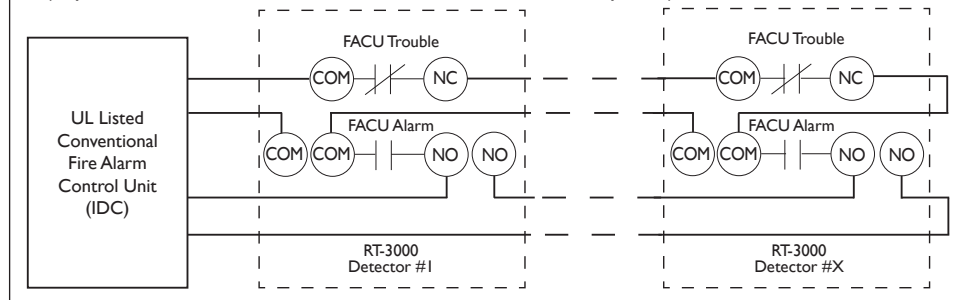 UL Listed
Conventional
Fire Alarm
Control Unit
(IDC)
FACU Trouble
COM
NC
FACU Alarm
COM
COM
NO
NO
RT-3000
Detector #1
FACU Trouble
COM
NC
FACU Alarm
COM
COM
NO
NO
RT-3000
Detector #X